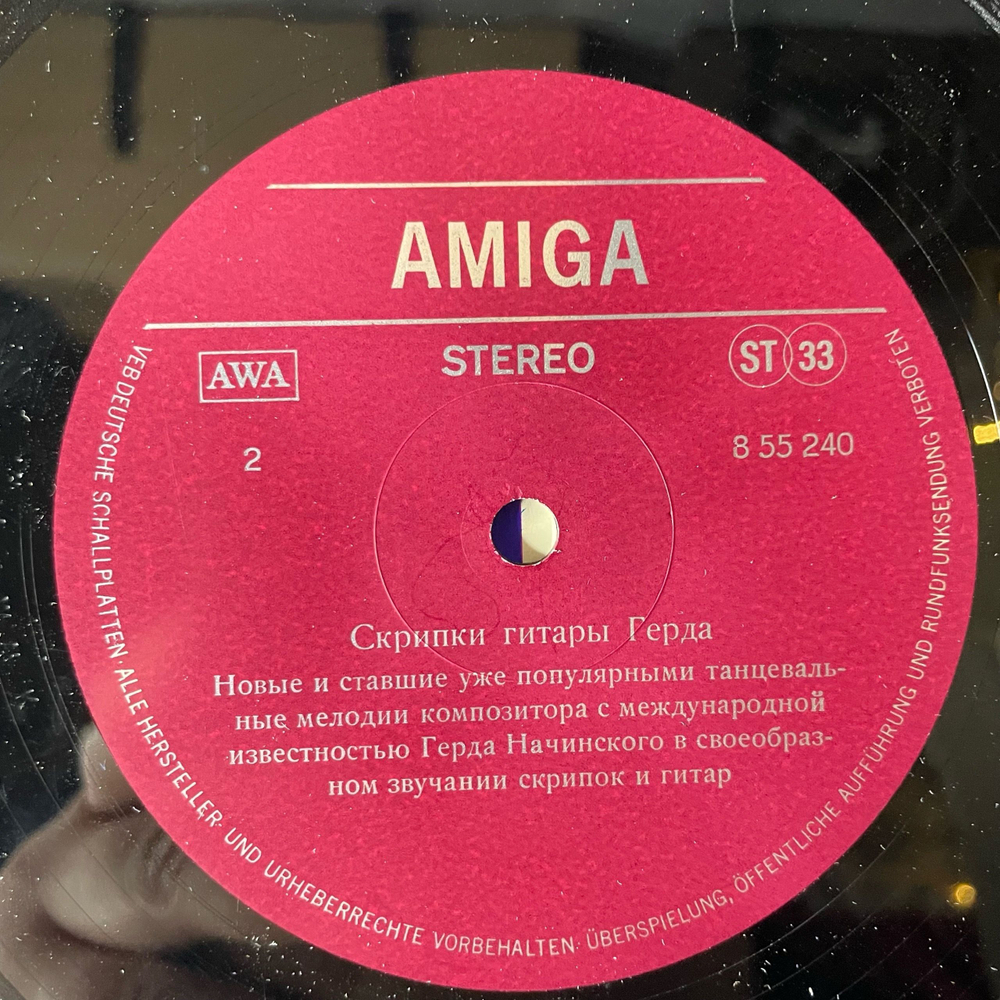 AMIGA
AWA
STEREO
ST 33
2
8 55 240
Скрипки гитары Герда
Новые и ставшие уже популярными танцеваль-
ные мелодии композитора с международной
известностью Герда Начинского в своеобраз-
ном звучании скрипок и гитар
VEB DEUTSCHE SCHALLPLATTEN · ALLE HERSTELLER- UND URHEBERRECHTE VORBEHALTEN · ÜBERSPIELUNG, ÖFFENTLICHE AUFFÜHRUNG UND RUNDFUNKSENDUNG VERBOTEN